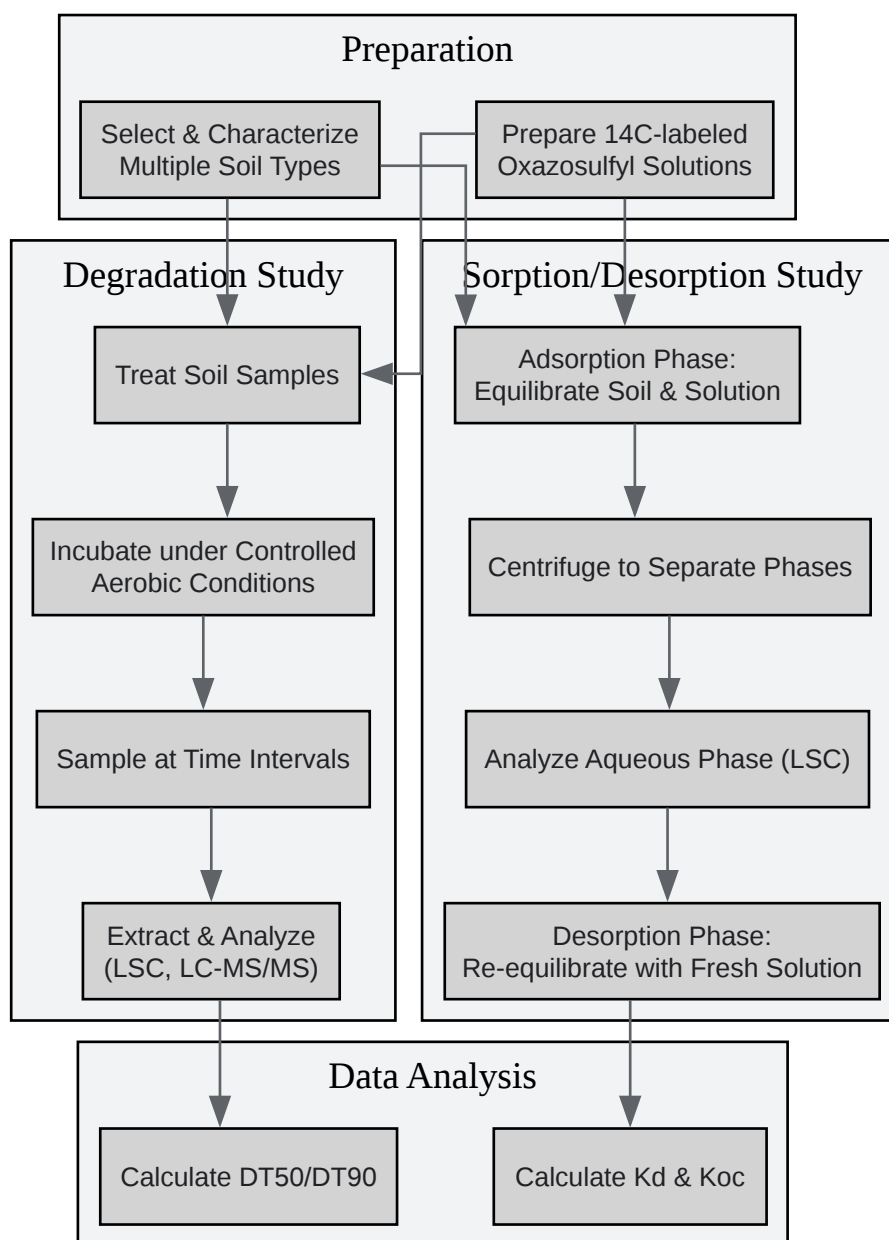 Preparation
Select & Characterize
Multiple Soil Types
Prepare 14C-labeled
Oxazosulfyl Solutions
Degradation Study
Treat Soil Samples
Incubate under Controlled
Aerobic Conditions
Sample at Time Intervals
Extract & Analyze
(LSC, LC-MS/MS)
Sorption/Desorption Study
Adsorption Phase:
Equilibrate Soil & Solution
Centrifuge to Separate Phases
Analyze Aqueous Phase (LSC)
Desorption Phase:
Re-equilibrate with Fresh Solution
Data Analysis
Calculate DT50/DT90
Calculate Kd & Koc